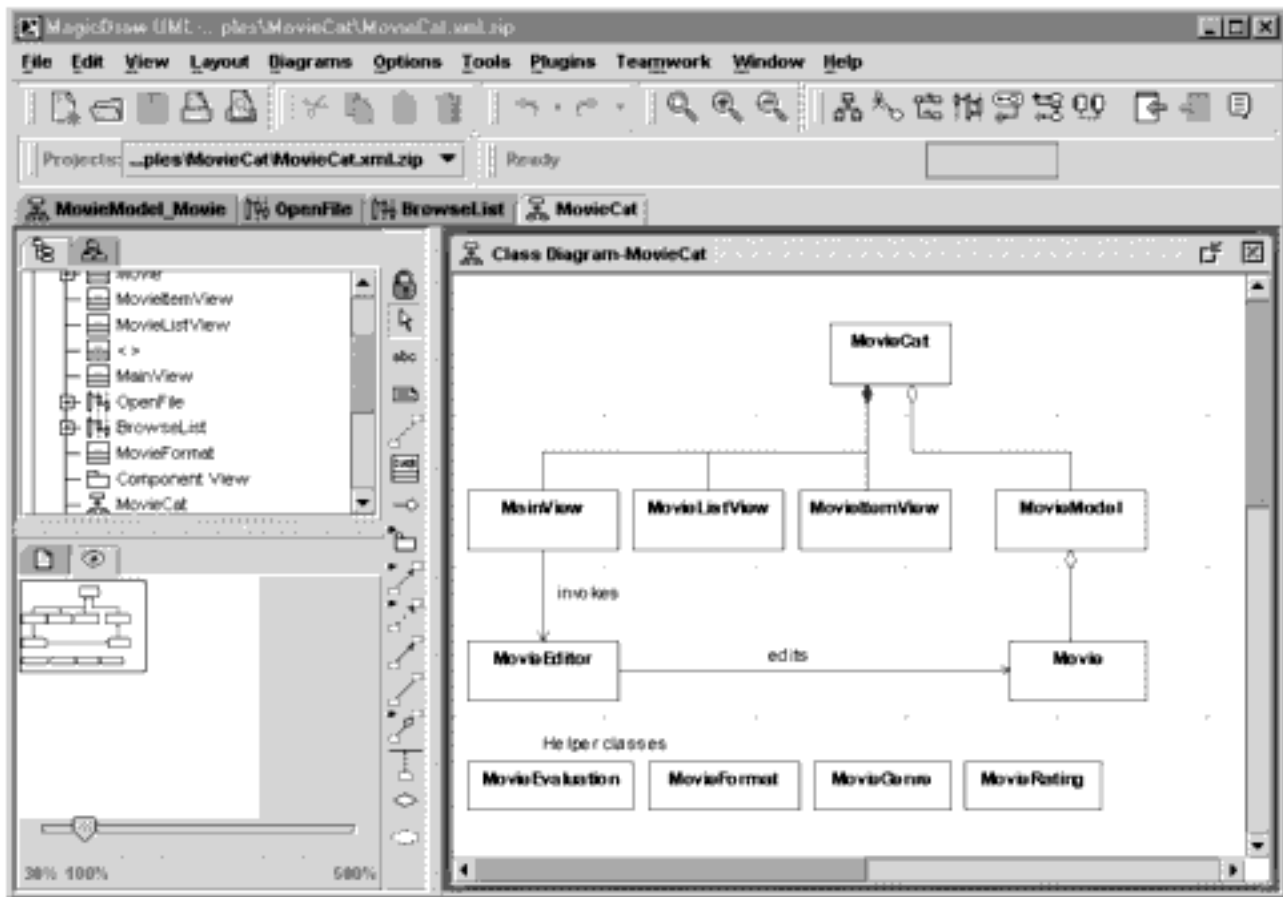 MagicDraw UML - ... ples\MovieCat\MovieCat.xml.zip
File Edit View Layout Diagrams Options Tools Plugins Teamwork Window Help
Projects: ...ples\MovieCat\MovieCat.xml.zip Ready
MovieModel_Movie OpenFile BrowseList MovieCat
Movie
MovieItemView
MovieListView
< >
MainView
OpenFile
BrowseList
MovieFormat
Component View
MovieCat
abc
30% 100% 500%
Class Diagram-MovieCat
MovieCat
MainView MovieListView MovieItemView MovieModel
invokes
MovieEditor edits Movie
Helper classes
MovieEvaluation MovieFormat MovieGenre MovieRating